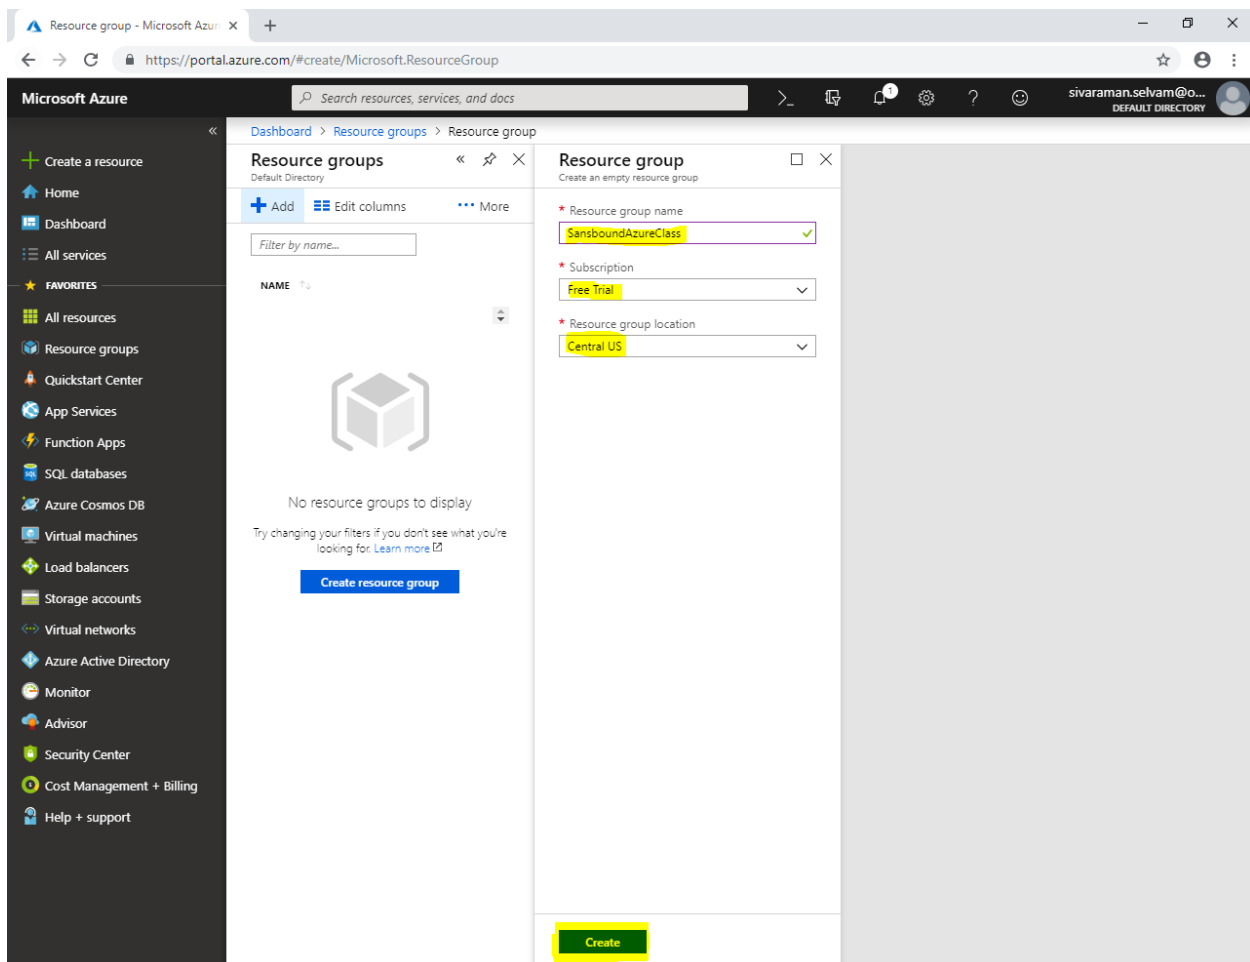 Resource group - Microsoft Azur
https://portal.azure.com/#create/Microsoft.ResourceGroup
Microsoft Azure
Search resources, services, and docs
1
sivaraman.selvam@o...
DEFAULT DIRECTORY
Dashboard > Resource groups > Resource group
Create a resource
Home
Dashboard
All services
FAVORITES
All resources
Resource groups
Quickstart Center
App Services
Function Apps
SQL databases
Azure Cosmos DB
Virtual machines
Load balancers
Storage accounts
Virtual networks
Azure Active Directory
Monitor
Advisor
Security Center
Cost Management + Billing
Help + support
Resource groups
Default Directory
Add
Edit columns
More
Filter by name...
NAME
No resource groups to display
Try changing your filters if you don't see what you're
looking for. Learn more
Create resource group
Resource group
Create an empty resource group
* Resource group name
SansboundAzureClass
* Subscription
Free Trial
* Resource group location
Central US
Create